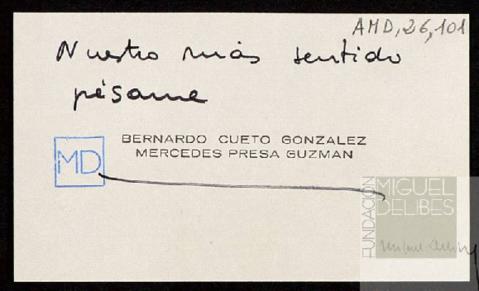 AMD,26,101
Nuestro más sentido
pésame
BERNARDO CUETO GONZALEZ
MERCEDES PRESA GUZMAN
MD
FUNDACIÓN
MIGUEL
DELIBES